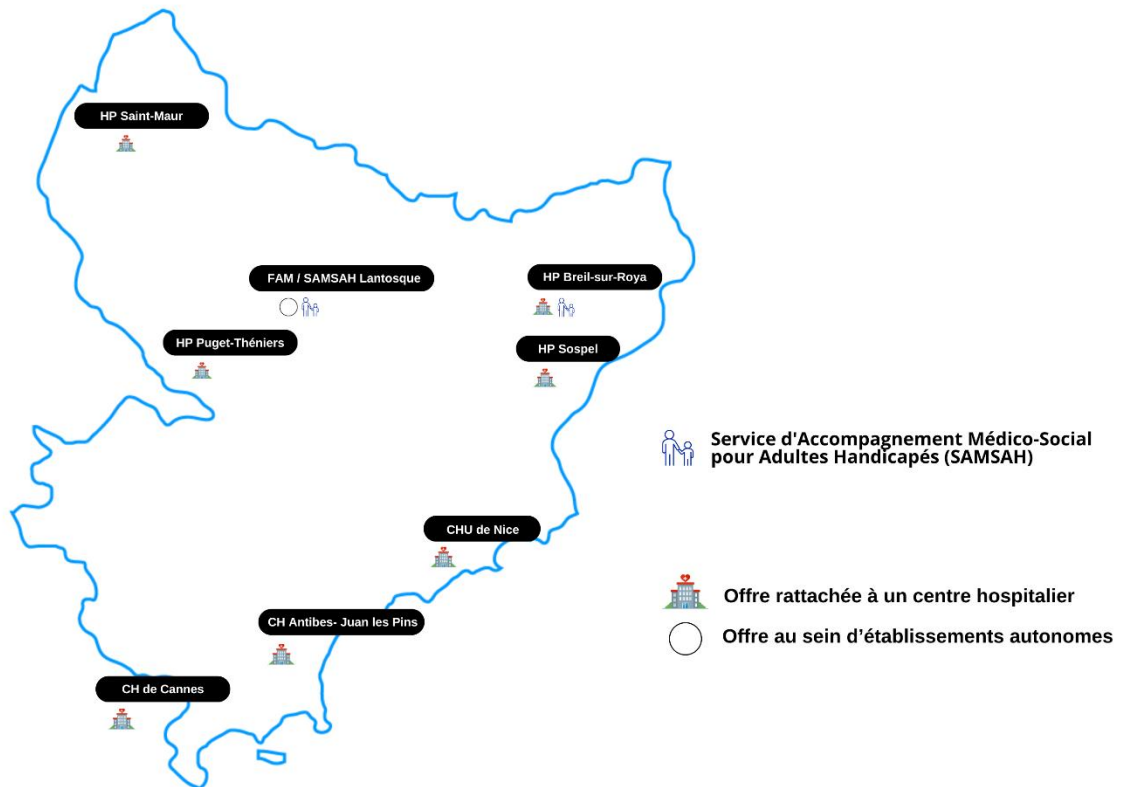 HP Saint-Maur
FAM / SAMSAH Lantosque
HP Breil-sur-Roya
HP Puget-Théniers
HP Sospel
Service d'Accompagnement Médico-Social
pour Adultes Handicapés (SAMSAH)
CHU de Nice
Offre rattachée à un centre hospitalier
CH Antibes- Juan les Pins
Offre au sein d'établissements autonomes
CH de Cannes